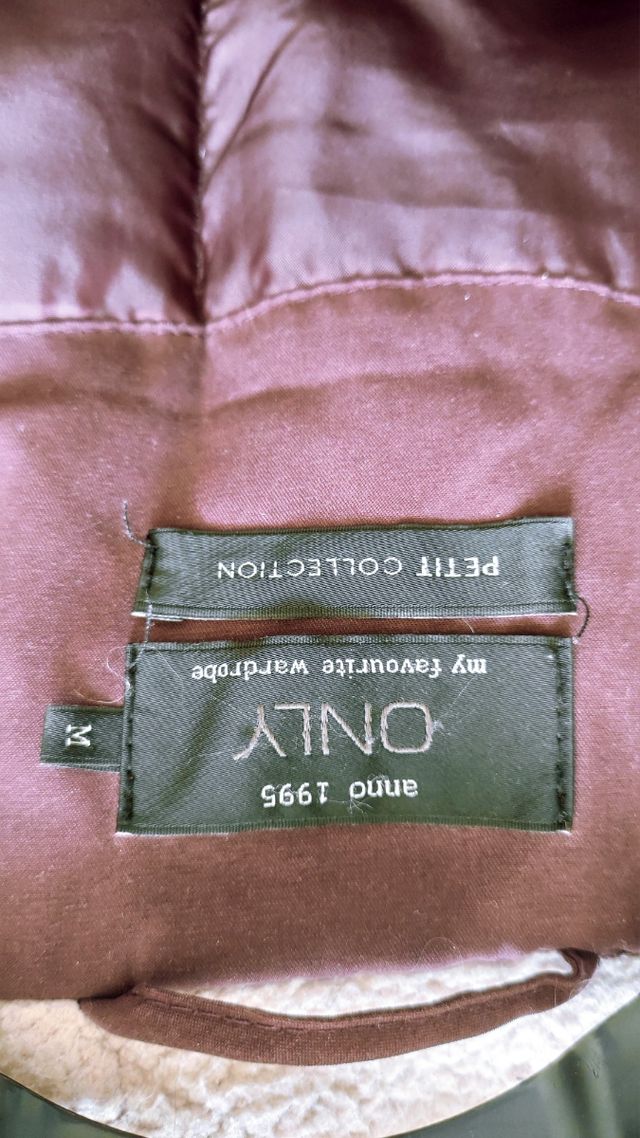 anno 1995
ONLY
my favourite wardrobe
M
PETIT COLLECTION